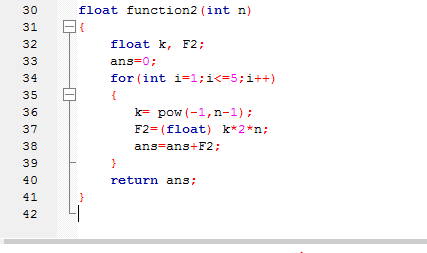 30 float function2(int n)
31 {
32 float k, F2;
33 ans=0;
34 for(int i=1;i<=5;i++)
35 {
36 k= pow(-1,n-1);
37 F2=(float) k*2*n;
38 ans=ans+F2;
39 }
40 return ans;
41 }
42